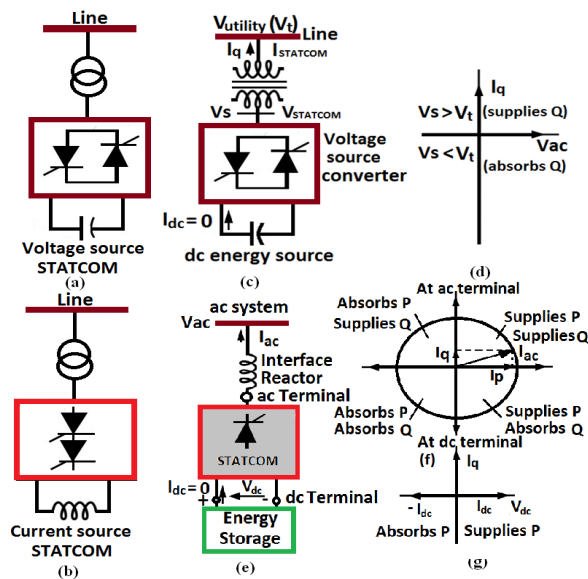 Line
Voltage source
STATCOM
(a)
Line
Current source
STATCOM
(b)
Vutility(Vt)
Line
Iq
ISTATCOM
Vs
VSTATCOM
Voltage
source
converter
Idc = 0
dc energy source
(c)
Iq
Vs > Vt
(supplies Q)
Vac
Vs < Vt
(absorbs Q)
(d)
ac system
Vac
Iac
Interface
Reactor
ac Terminal
STATCOM
Idc = 0
Vdc
+
-
dc Terminal
Energy
Storage
(e)
At ac terminal
Absorbs P
Supplies Q
Supplies P
Supplies Q
Iq
Iac
Ip
Absorbs P
Absorbs Q
Supplies P
Absorbs Q
At dc terminal
(f)
Iq
- Idc
Idc
Vdc
Absorbs P
Supplies P
(g)